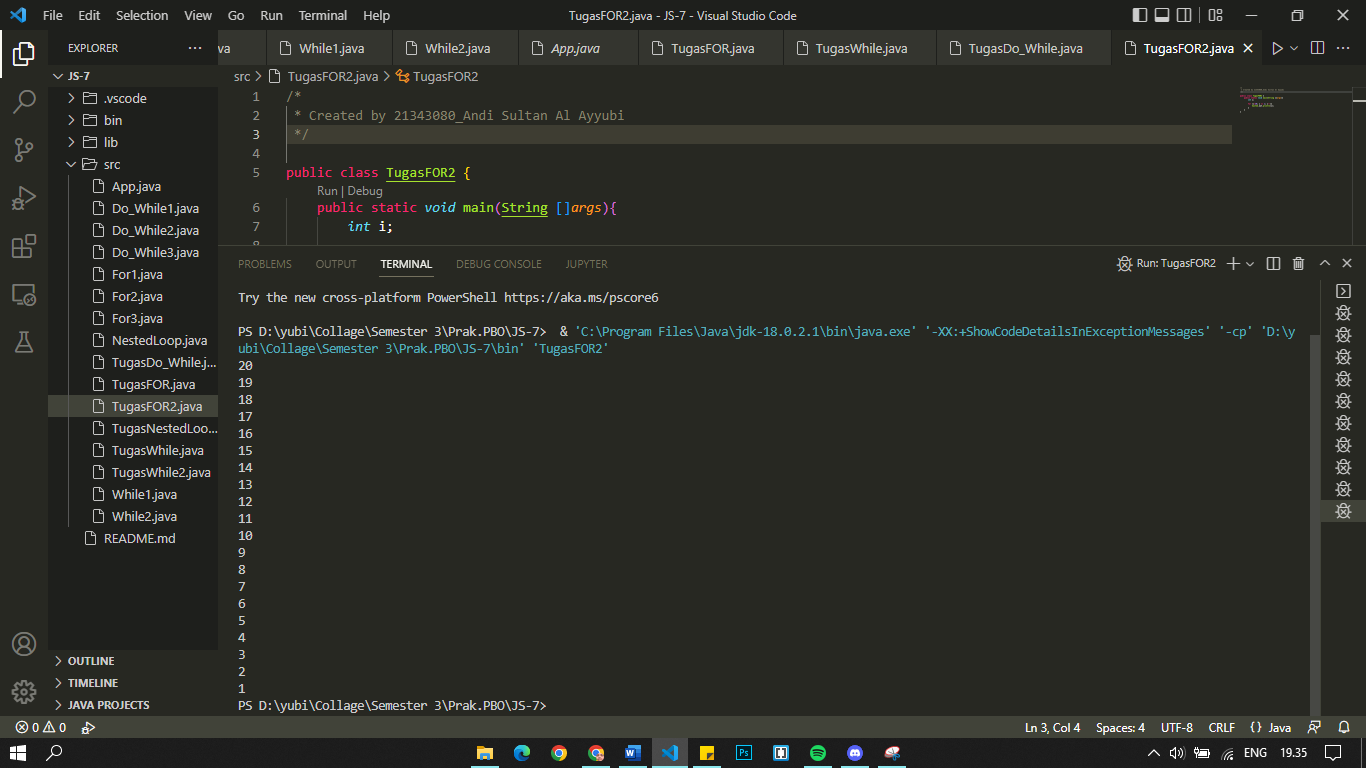 File Edit Selection View Go Run Terminal Help TugasFOR2.java - JS-7 - Visual Studio Code
EXPLORER ...
va While1.java While2.java App.java TugasFOR.java TugasWhile.java TugasDo_While.java TugasFOR2.java
JS-7
.vscode
bin
lib
src
App.java
Do_While1.java
Do_While2.java
Do_While3.java
For1.java
For2.java
For3.java
NestedLoop.java
TugasDo_While.j...
TugasFOR.java
TugasFOR2.java
TugasNestedLoo...
TugasWhile.java
TugasWhile2.java
While1.java
While2.java
README.md
OUTLINE
TIMELINE
JAVA PROJECTS
src > TugasFOR2.java > TugasFOR2
1 /*
2 * Created by 21343080_Andi Sultan Al Ayyubi
3 */
4
5 public class TugasFOR2 {
Run | Debug
6 public static void main(String []args){
7 int i;
8
PROBLEMS OUTPUT TERMINAL DEBUG CONSOLE JUPYTER Run: TugasFOR2
Try the new cross-platform PowerShell https://aka.ms/pscore6
PS D:\yubi\Collage\Semester 3\Prak.PBO\JS-7> & 'C:\Program Files\Java\jdk-18.0.2.1\bin\java.exe' '-XX:+ShowCodeDetailsInExceptionMessages' '-cp' 'D:\y
ubi\Collage\Semester 3\Prak.PBO\JS-7\bin' 'TugasFOR2'
20
19
18
17
16
15
14
13
12
11
10
9
8
7
6
5
4
3
2
1
PS D:\yubi\Collage\Semester 3\Prak.PBO\JS-7>
0 0 Ln 3, Col 4 Spaces: 4 UTF-8 CRLF {} Java
W Ps ENG 19.35